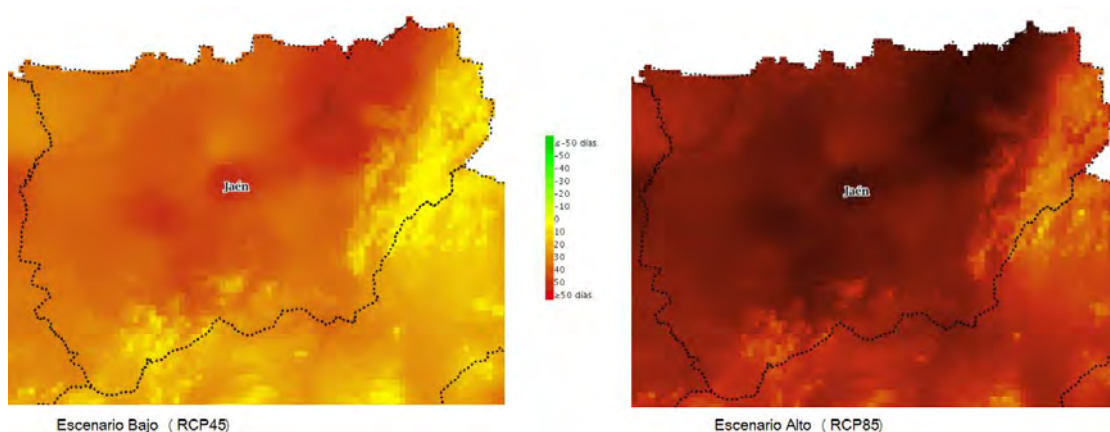 Jaén
≤-50 días.
-50
-40
-30
-20
-10
0
10
20
30
40
50
≥50 días
Jaén
Escenario Bajo ( RCP45)
Escenario Alto ( RCP85)